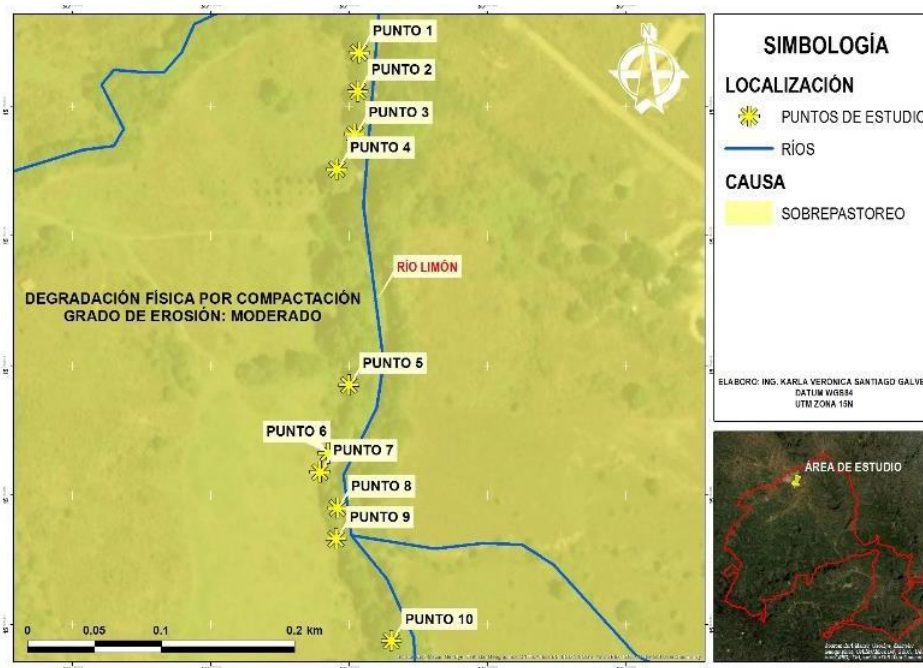 PUNTO 1
PUNTO 2
PUNTO 3
PUNTO 4
RÍO LIMÓN
DEGRADACIÓN FÍSICA POR COMPACTACIÓN
GRADO DE EROSIÓN: MODERADO
PUNTO 5
PUNTO 6
PUNTO 7
PUNTO 8
PUNTO 9
PUNTO 10
0 0,05 0.1 0.2 km
N
SIMBOLOGÍA
LOCALIZACIÓN
PUNTOS DE ESTUDIO
RÍOS
CAUSA
SOBREPASTOREO
ELABORO: ING. KARLA VERONICA SANTIAGO GALVE
DATUM WGS84
UTM ZONA 15N
ÁREA DE ESTUDIO